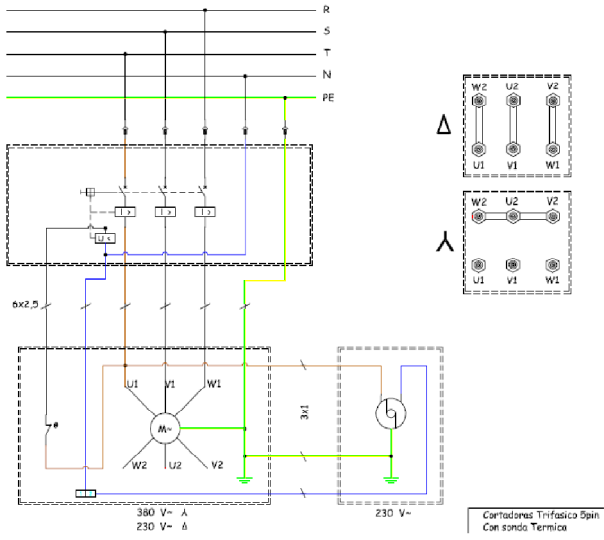 R
S
T
N
PE
W2 U2 V2
Δ
U1 V1 W1
W2 U2 V2
U1 V1 W1
I> I> I>
U<
6x2,5
U1 V1 W1
M~
W2 U2 V2
3x1
380 V~ ⅄
230 V~ Δ
230 V~
Cortadoras Trifasico 5pin
Con sonda Termica